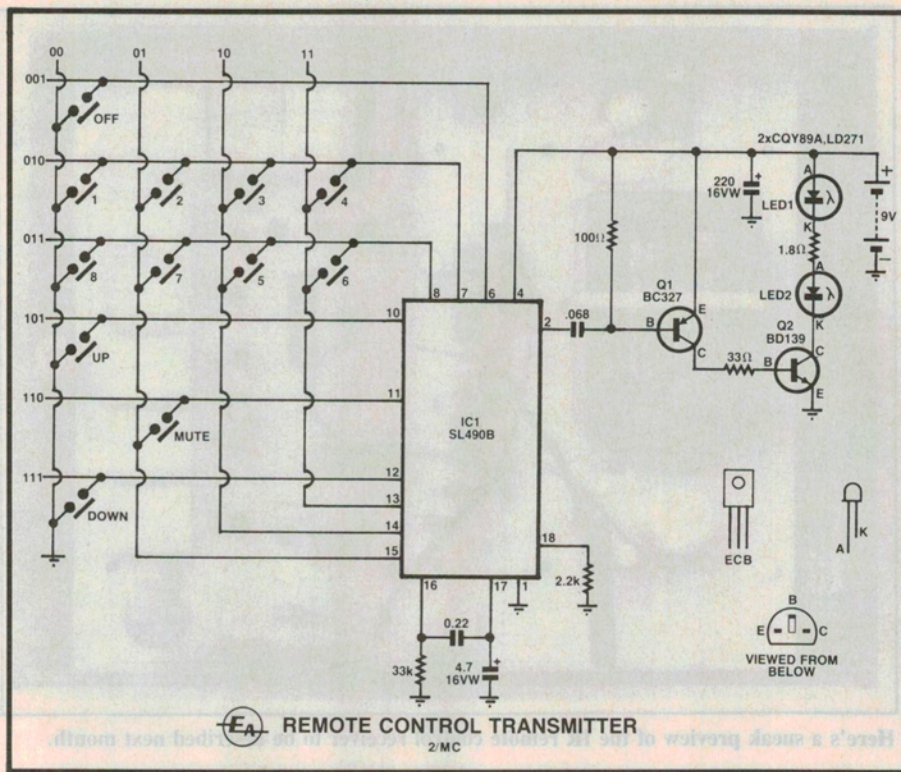 00 01 10 11
001
OFF
010
1 2 3 4
011
8 7 5 6
101
UP
110
MUTE
111
DOWN
8 7 6 4
10
11
12
13
14
15
16 17 1
18
2
IC1
SL490B
2.2k
0.22
33k
4.7
16VW
100Ω
.068
Q1
BC327
B E C
33Ω
220
16VW
+
2xCQY89A,LD271
A
LED1
K
1.8Ω
A
LED2
K
Q2
BD139
B C E
+
9V
–
ECB
A K
B
E C
VIEWED FROM
BELOW
EA REMOTE CONTROL TRANSMITTER
2/MC
Here's a sneak preview of the IR remote control receiver to be described next month.